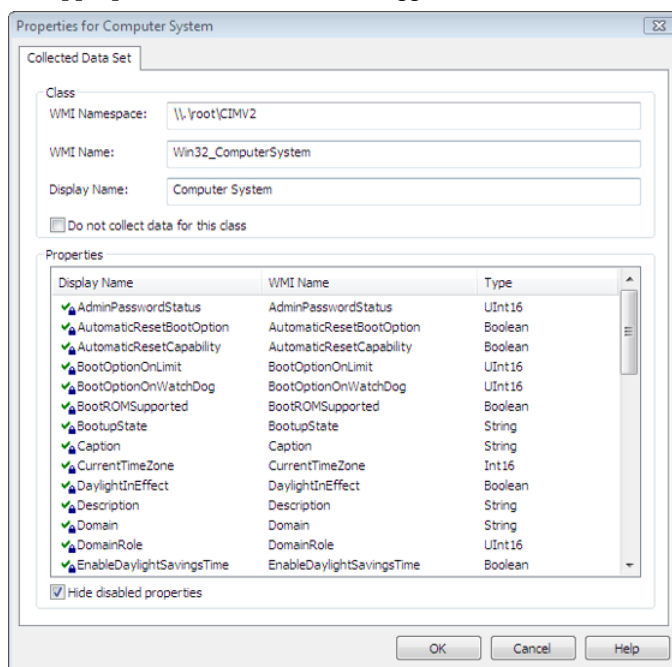 Properties for Computer System
Collected Data Set
Class
WMI Namespace: \\.\root\CIMV2
WMI Name: Win32_ComputerSystem
Display Name: Computer System
Do not collect data for this class
Properties
Display Name WMI Name Type
AdminPasswordStatus AdminPasswordStatus UInt16
AutomaticResetBootOption AutomaticResetBootOption Boolean
AutomaticResetCapability AutomaticResetCapability Boolean
BootOptionOnLimit BootOptionOnLimit UInt16
BootOptionOnWatchDog BootOptionOnWatchDog UInt16
BootROMSupported BootROMSupported Boolean
BootupState BootupState String
Caption Caption String
CurrentTimeZone CurrentTimeZone Int16
DaylightInEffect DaylightInEffect Boolean
Description Description String
Domain Domain String
DomainRole DomainRole UInt16
EnableDaylightSavingsTime EnableDaylightSavingsTime Boolean
Hide disabled properties
OK Cancel Help